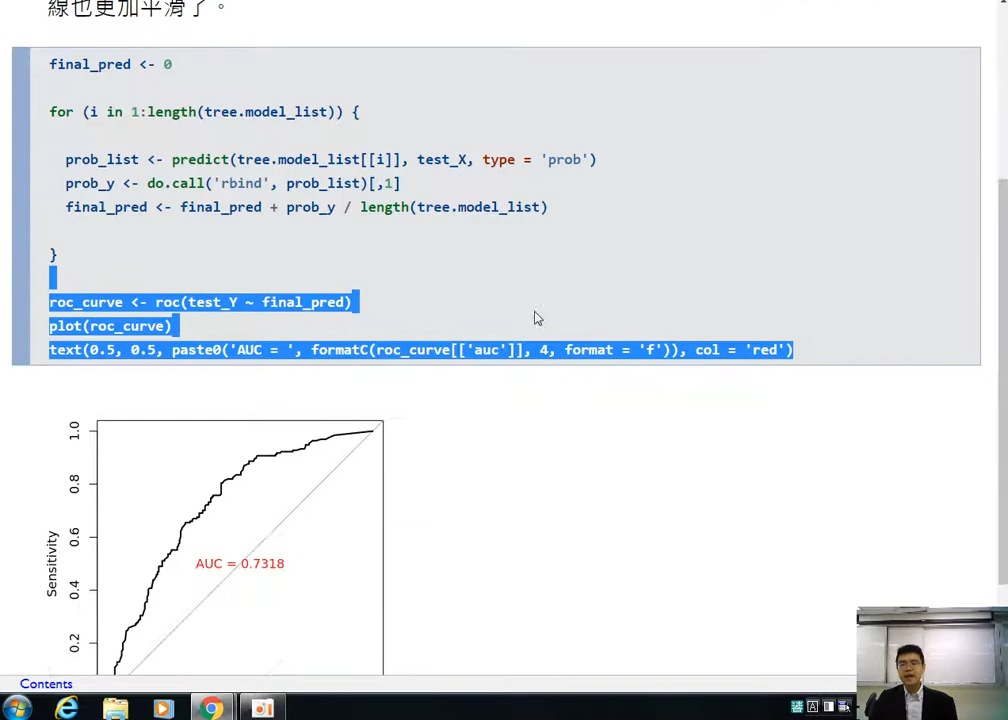 線也更加平滑了。
final_pred <- 0
for (i in 1:length(tree.model_list)) {
prob_list <- predict(tree.model_list[[i]], test_X, type = 'prob')
prob_y <- do.call('rbind', prob_list)[,1]
final_pred <- final_pred + prob_y / length(tree.model_list)
}
roc_curve <- roc(test_Y ~ final_pred)
plot(roc_curve)
text(0.5, 0.5, paste0('AUC = ', formatC(roc_curve[['auc']], 4, format = 'f')), col = 'red')
1.0
0.8
0.6
0.4
0.2
Sensitivity
AUC = 0.7318
Contents